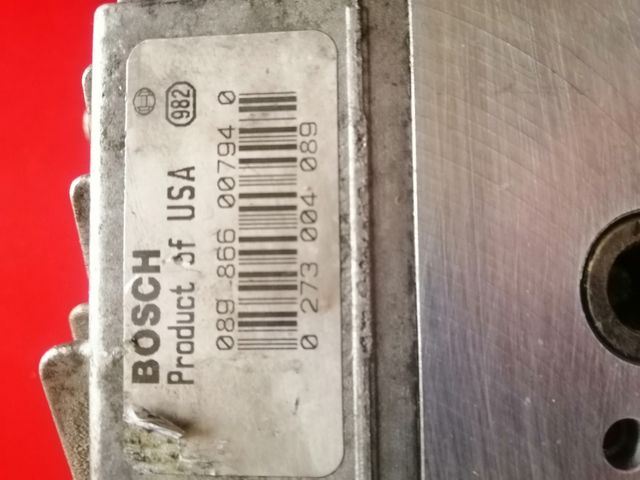 982
BOSCH
Product of USA
089 866 00794 0
0 273 004 089